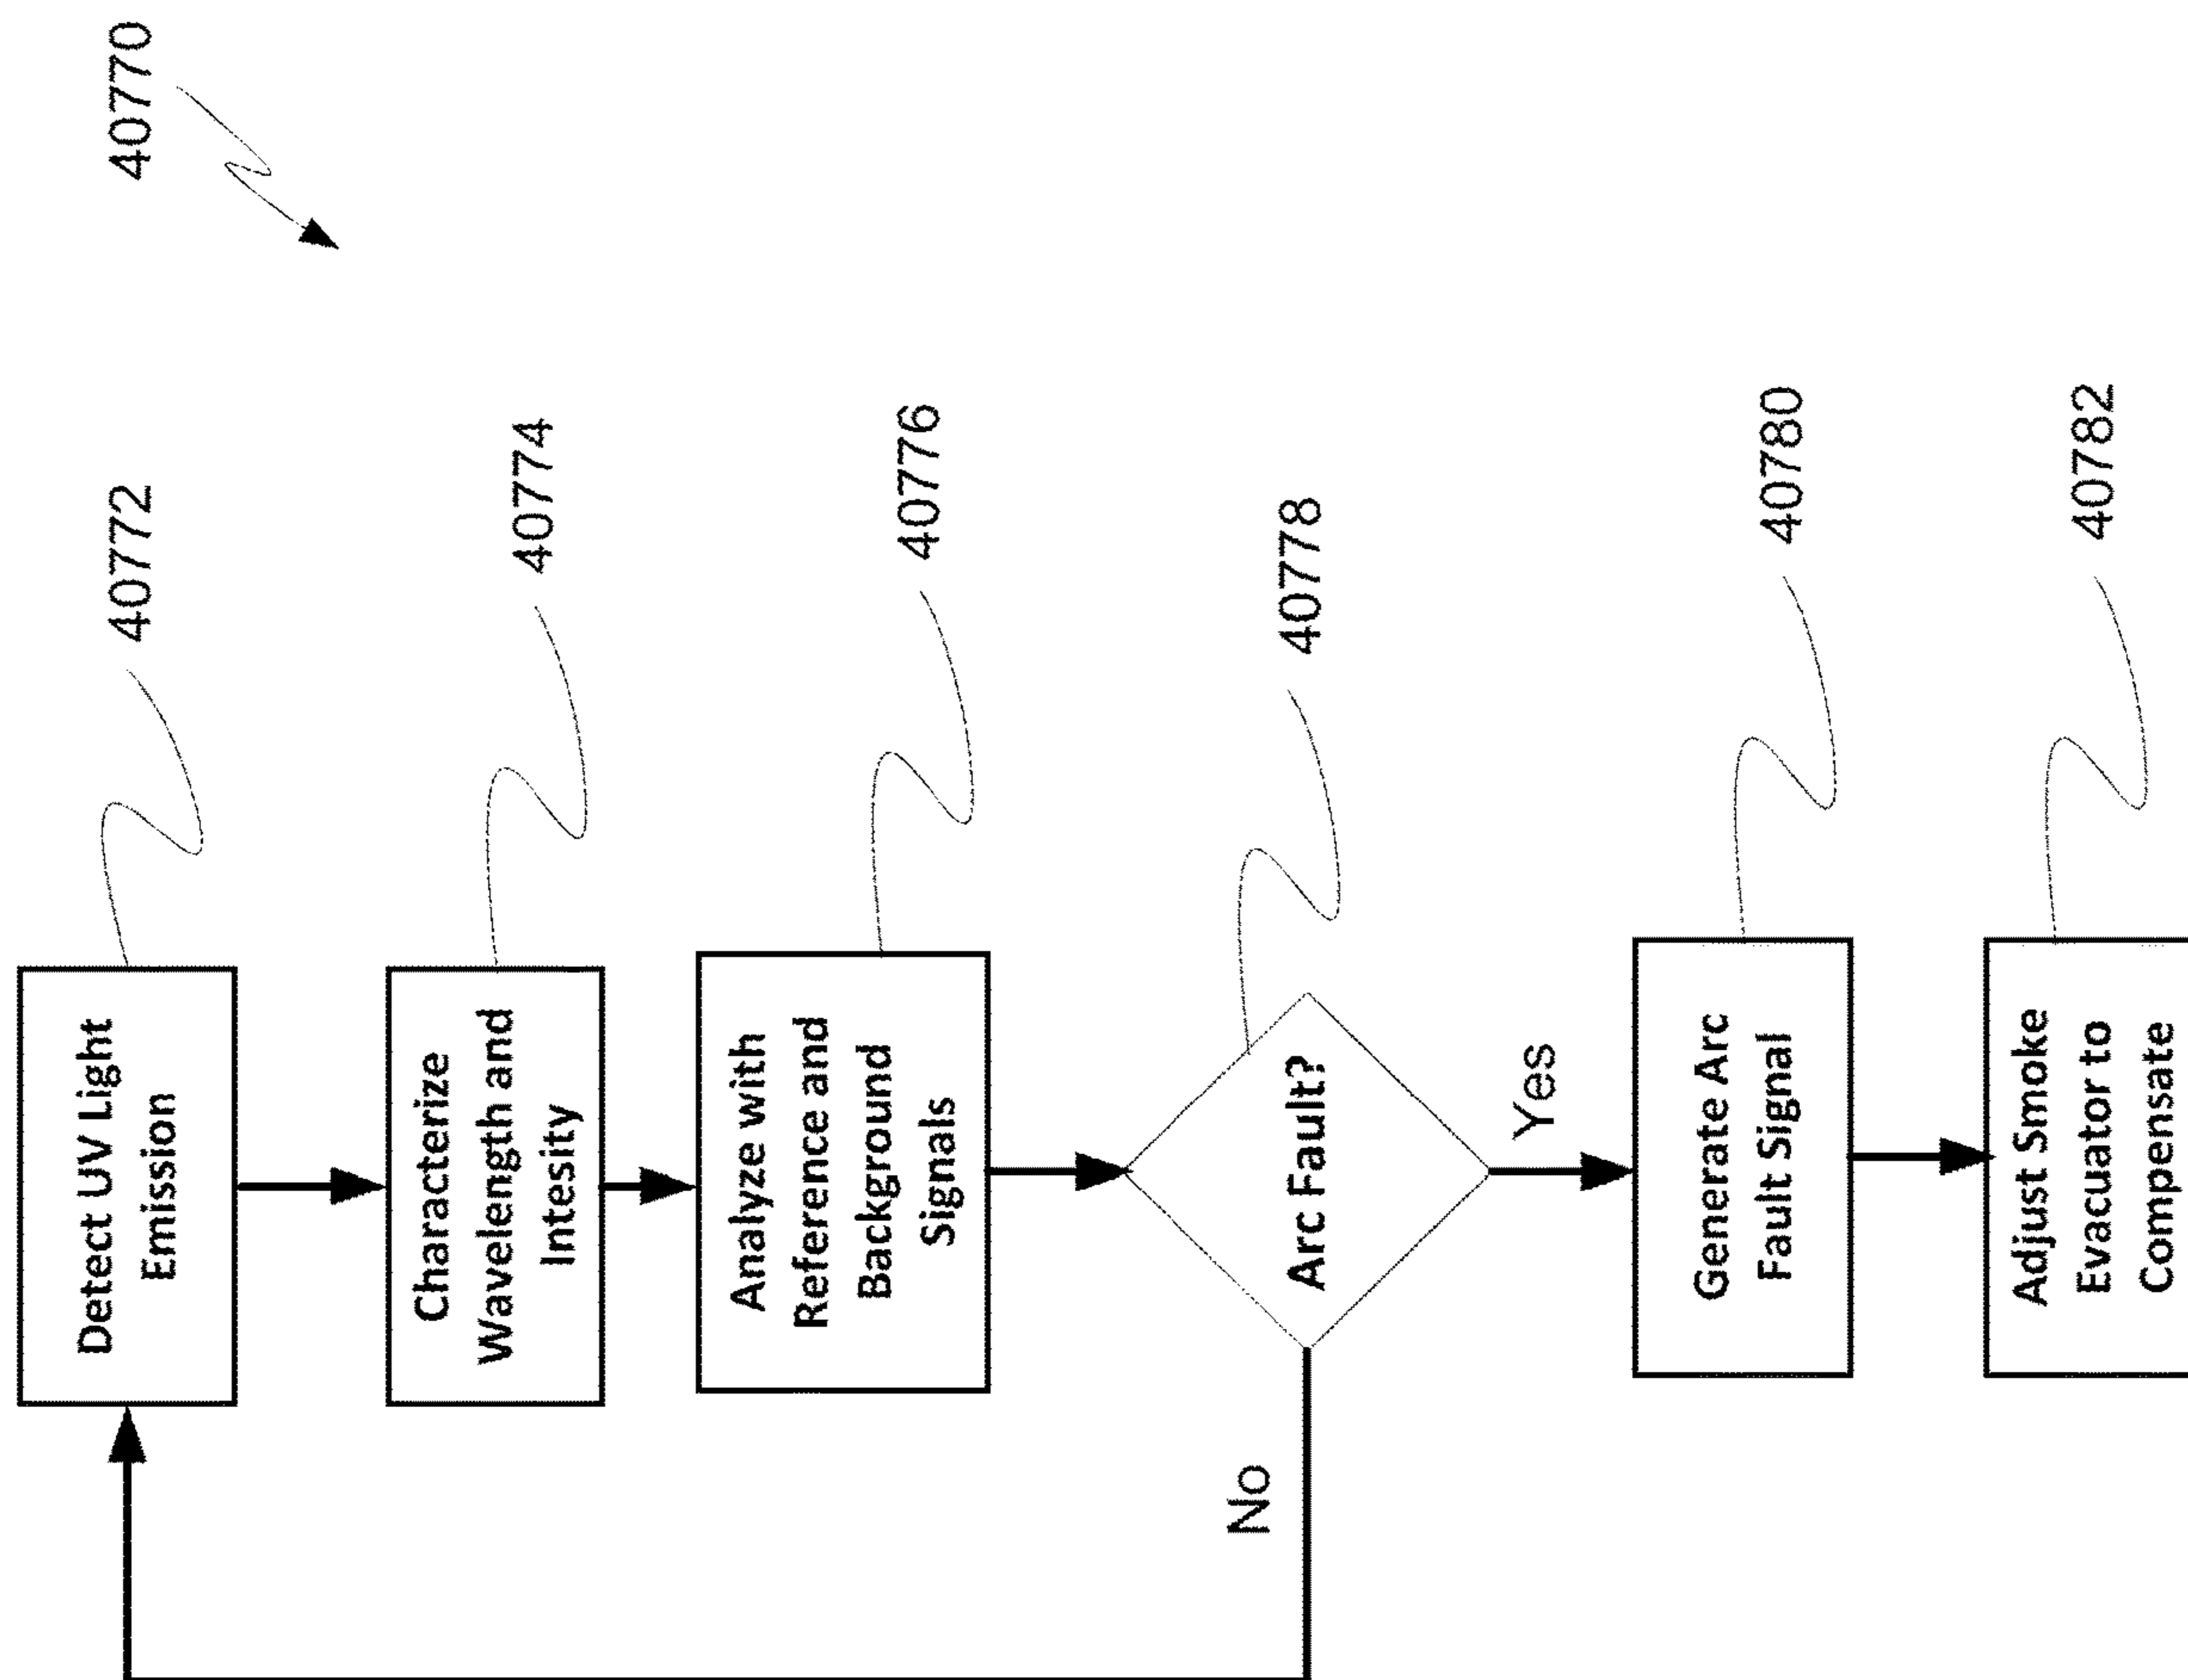 40770
Detect UV Light
Emission
40772
Characterize
Wavelength and
Intesity
40774
Analyze with
Reference and
Background
Signals
40776
Arc Fault?
40778
No
Yes
Generate Arc
Fault Signal
40780
Adjust Smoke
Evacuator to
Compensate
40782